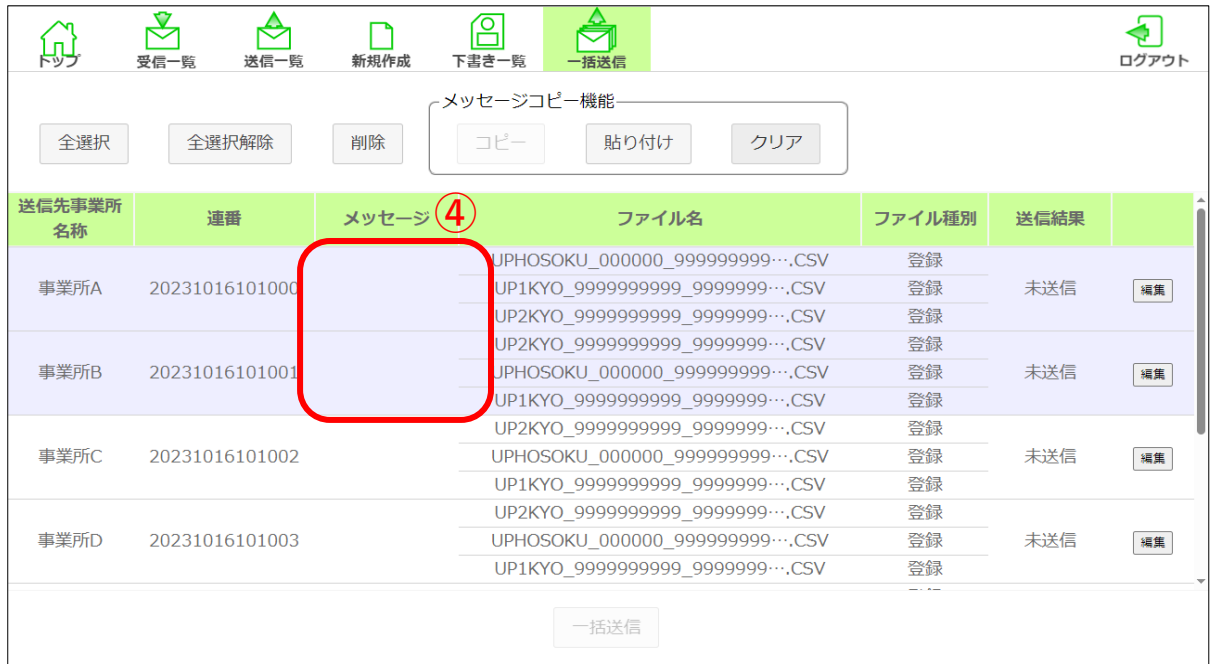 トップ 受信一覧 送信一覧 新規作成 下書き一覧 一括送信 ログアウト
メッセージコピー機能
全選択 全選択解除 削除 コピー 貼り付け クリア
送信先事業所名称 連番 メッセージ ④ ファイル名 ファイル種別 送信結果
UPHOSOKU_000000_999999999….CSV 登録
事業所A 20231016101000 UP1KYO_9999999999_9999999….CSV 登録 未送信 編集
UP2KYO_9999999999_9999999….CSV 登録
UP2KYO_9999999999_9999999….CSV 登録
事業所B 20231016101001 UPHOSOKU_000000_999999999….CSV 登録 未送信 編集
UP1KYO_9999999999_9999999….CSV 登録
UP2KYO_9999999999_9999999….CSV 登録
事業所C 20231016101002 UPHOSOKU_000000_999999999….CSV 登録 未送信 編集
UP1KYO_9999999999_9999999….CSV 登録
UP2KYO_9999999999_9999999….CSV 登録
事業所D 20231016101003 UPHOSOKU_000000_999999999….CSV 登録 未送信 編集
UP1KYO_9999999999_9999999….CSV 登録
一括送信